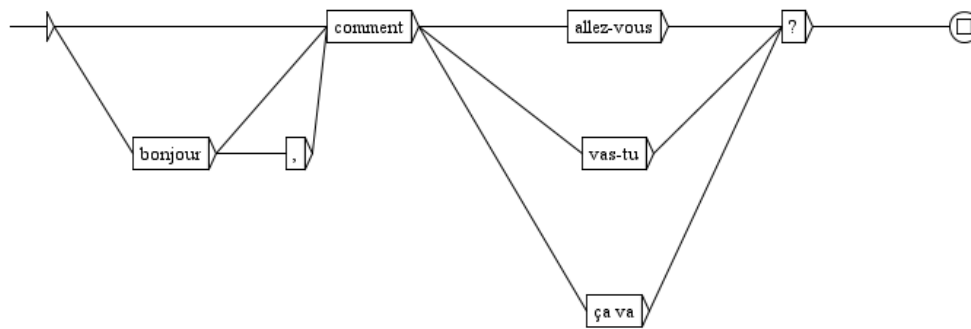 comment allez-vous ?
bonjour , vas-tu
ça va